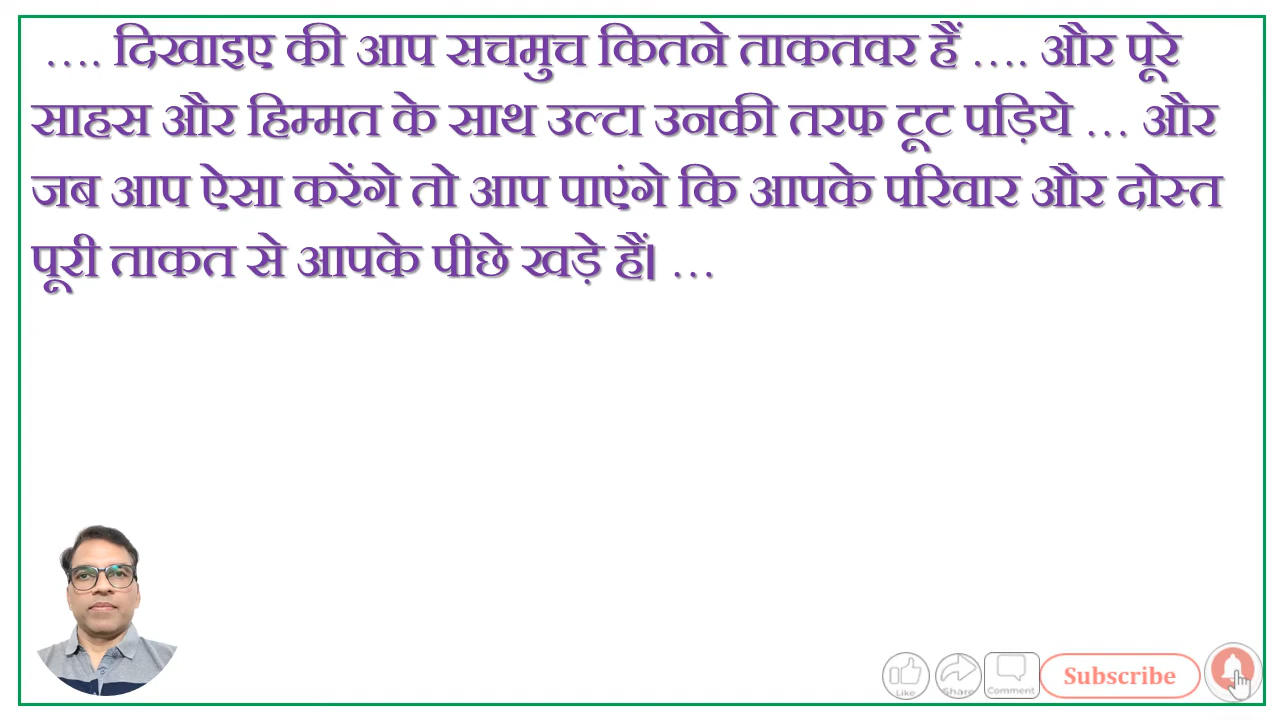 .... दिखाइए की आप सचमुच कितने ताकतवर हैं .... और पूरे
साहस और हिम्मत के साथ उल्टा उनकी तरफ टूट पड़िये ... और
जब आप ऐसा करेंगे तो आप पाएंगे कि आपके परिवार और दोस्त
पूरी ताकत से आपके पीछे खड़े हैं। ...
Like Share Comment Subscribe